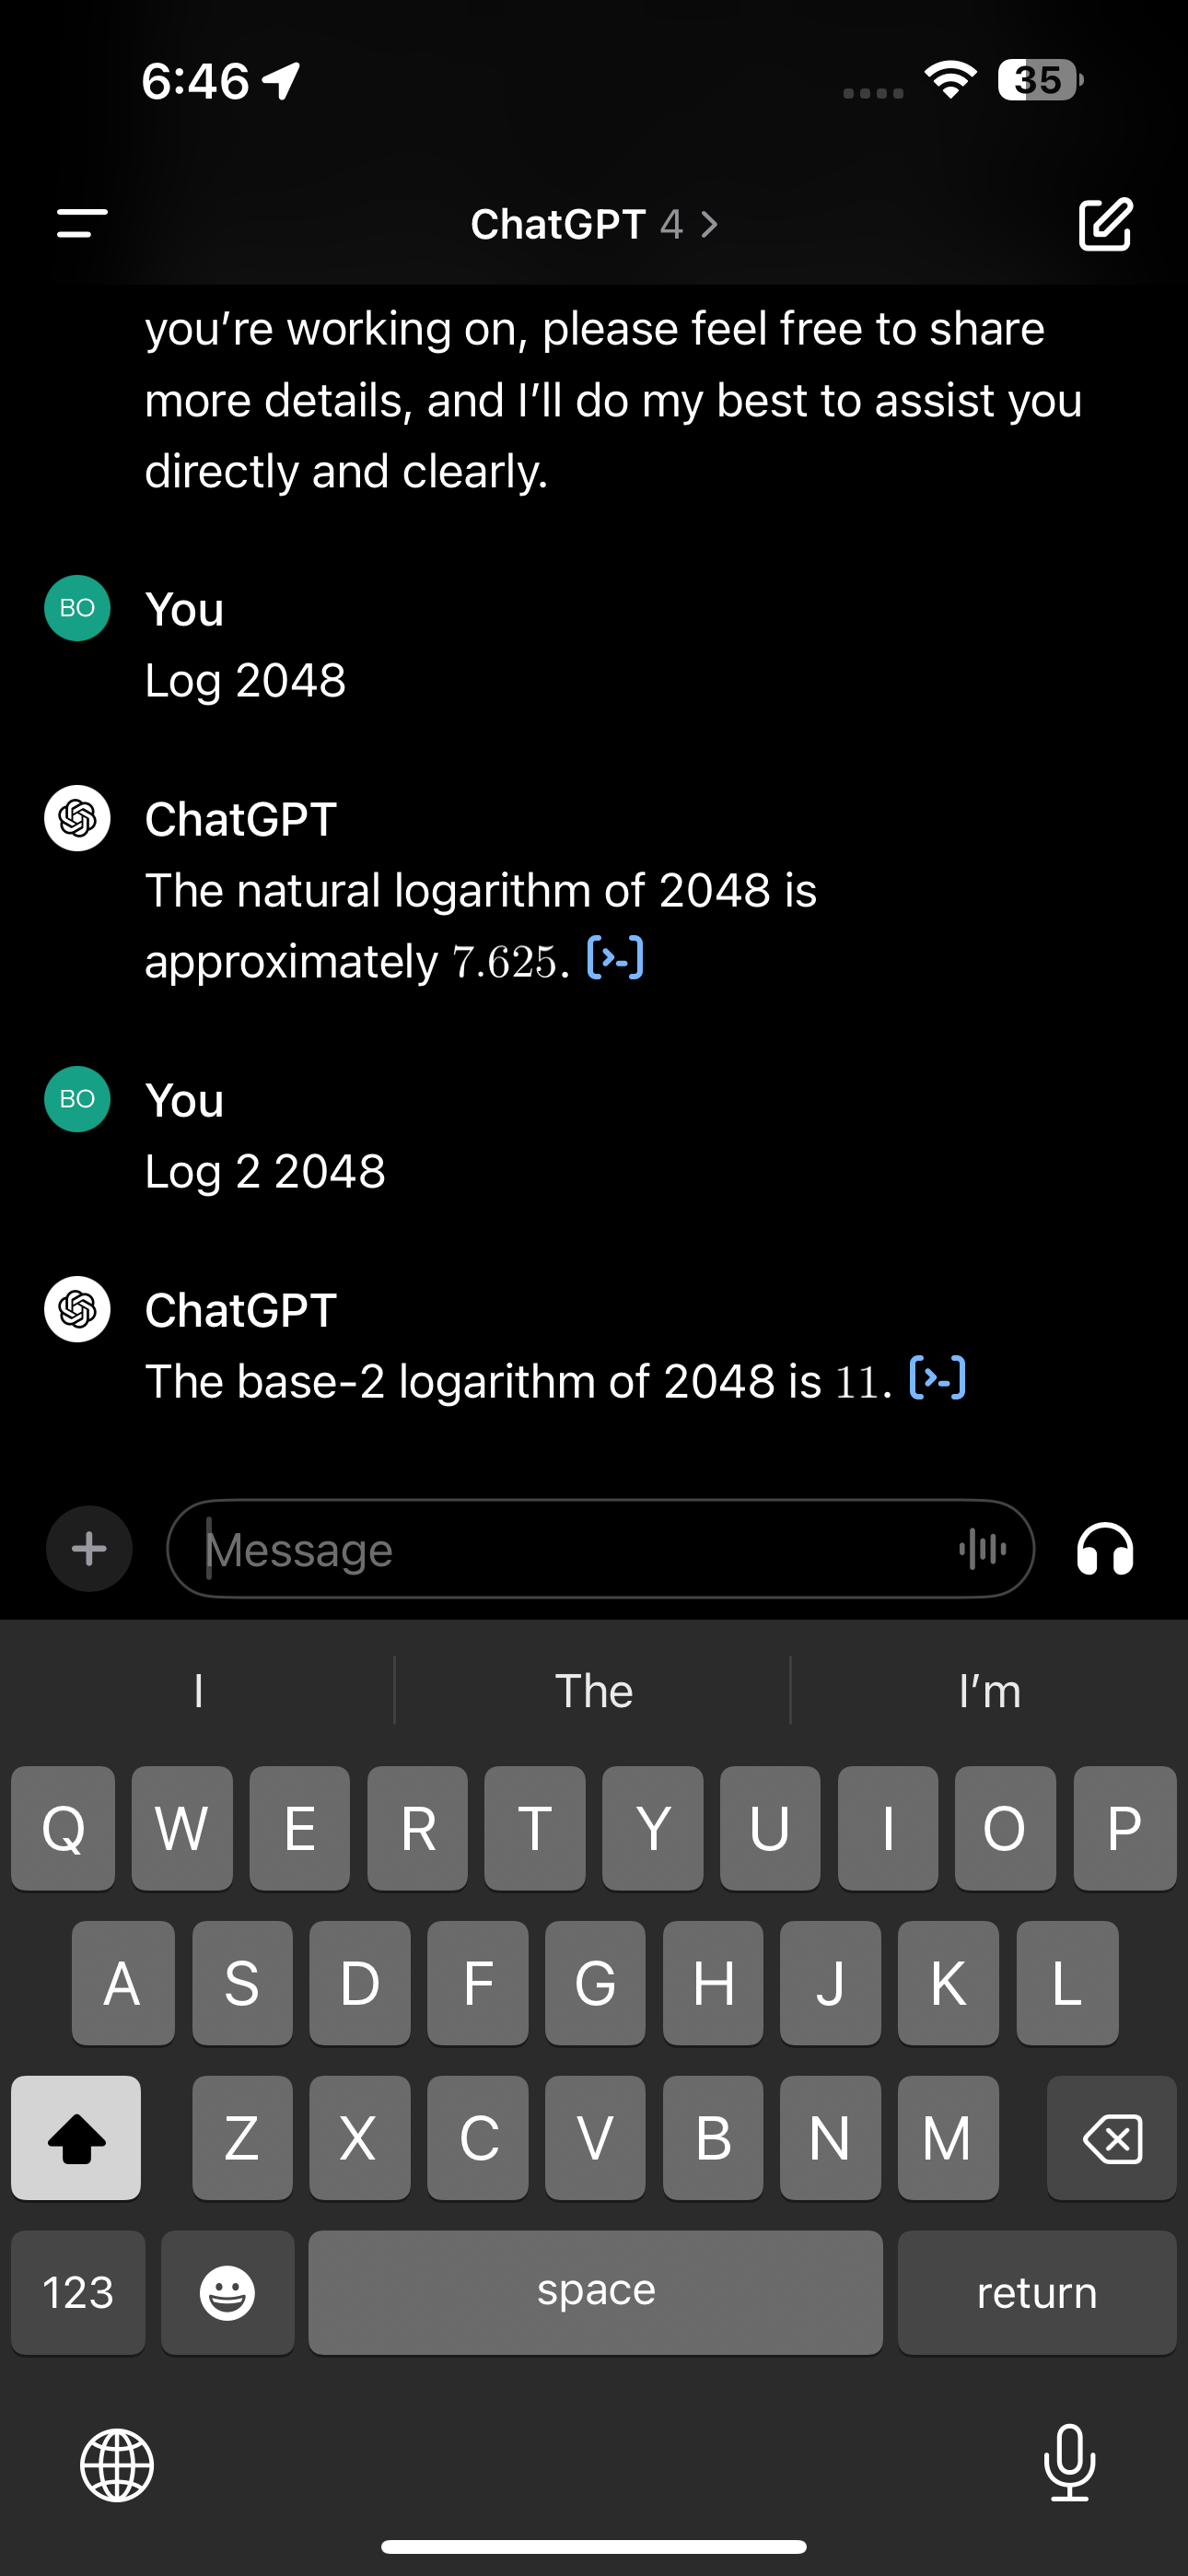 6:46
35
ChatGPT 4 >
you’re working on, please feel free to share
more details, and I’ll do my best to assist you
directly and clearly.
BO
You
Log 2048
ChatGPT
The natural logarithm of 2048 is
approximately 7.625. [>-]
BO
You
Log 2 2048
ChatGPT
The base-2 logarithm of 2048 is 11. [>-]
Message
I The I’m
Q W E R T Y U I O P
A S D F G H J K L
Z X C V B N M
123 space return